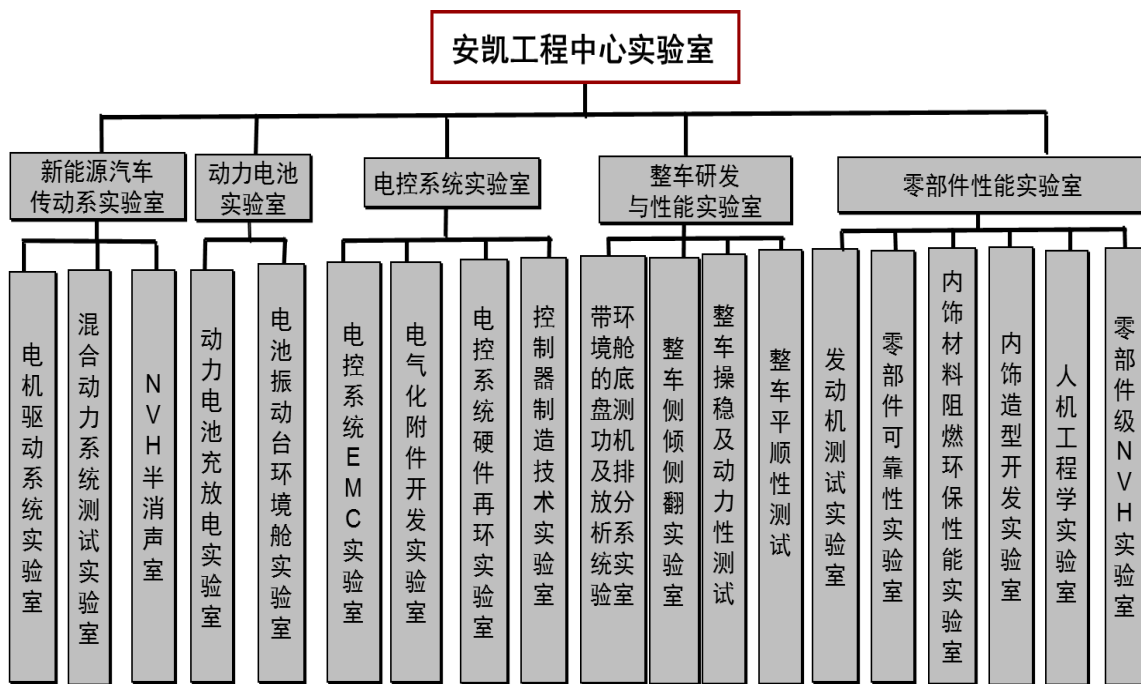 安凯工程中心实验室
新能源汽车
传动系实验室
动力电池
实验室
电控系统实验室
整车研发
与性能实验室
零部件性能实验室
电机驱动系统实验室
混合动力系统测试实验室
NVH半消声室
动力电池充放电实验室
电池振动台环境舱实验室
电控系统EMC实验室
电气化附件开发实验室
电控系统硬件再环实验室
控制器制造技术实验室
带环境舱的底盘测功机及排放分析系统实验室
整车侧倾侧翻实验室
整车操稳及动力性测试
整车平顺性测试
发动机测试实验室
零部件可靠性实验室
内饰材料阻燃环保性能实验室
内饰造型开发实验室
人机工程学实验室
零部件级NVH实验室